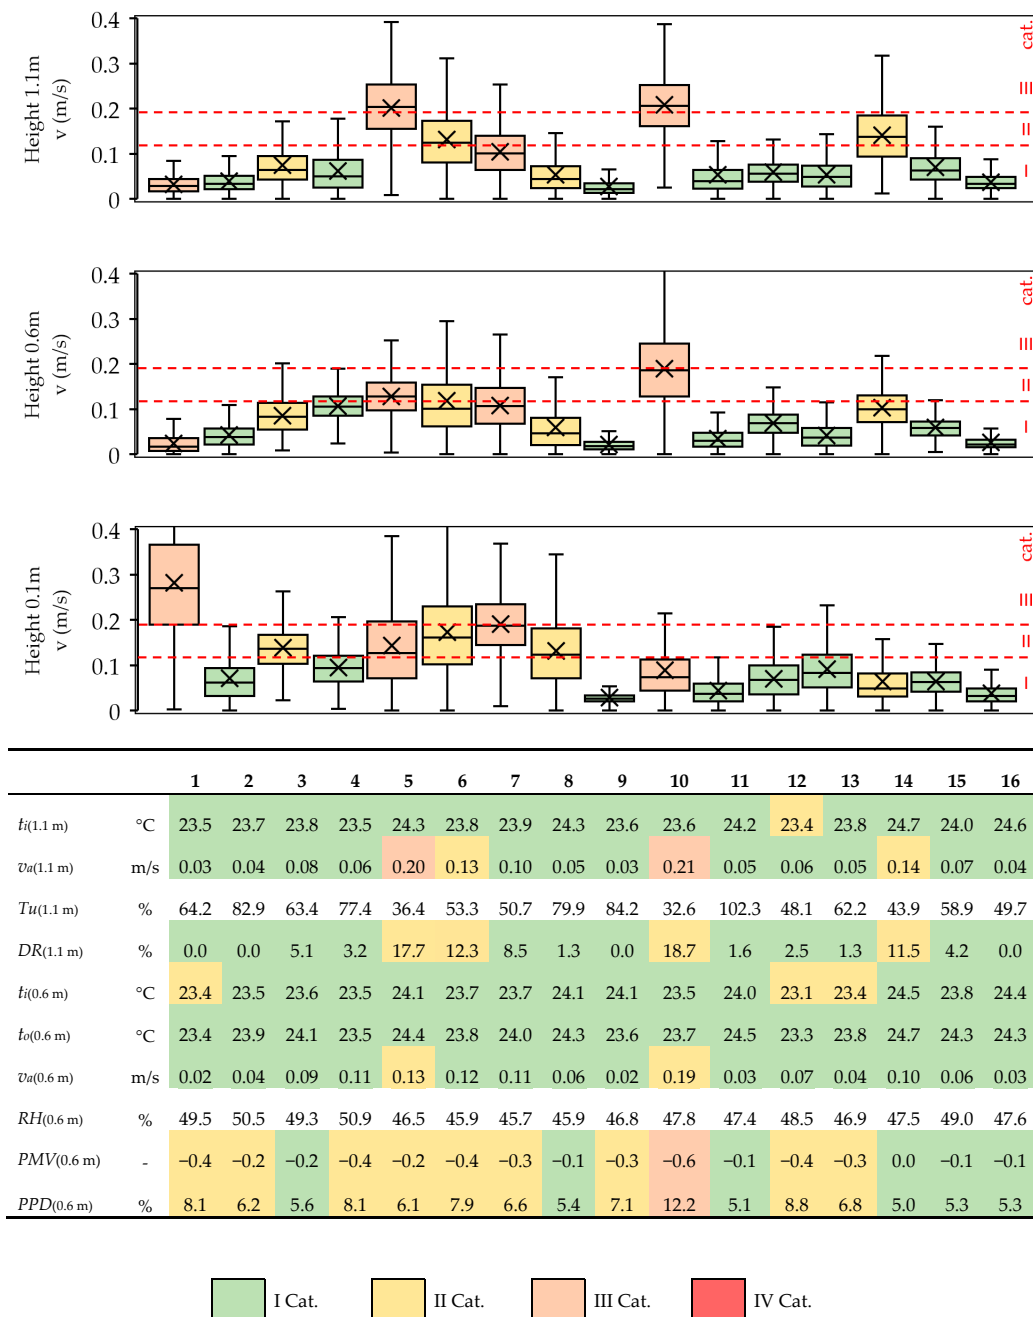 Height 1.1m
v (m/s)
0.4
0.3
0.2
0.1
0
cat.
III
II
I
Height 0.6m
v (m/s)
0.4
0.3
0.2
0.1
0
cat.
III
II
I
Height 0.1m
v (m/s)
0.4
0.3
0.2
0.1
0
cat.
III
II
I
1 2 3 4 5 6 7 8 9 10 11 12 13 14 15 16
ti(1.1 m) °C 23.5 23.7 23.8 23.5 24.3 23.8 23.9 24.3 23.6 23.6 24.2 23.4 23.8 24.7 24.0 24.6
va(1.1 m) m/s 0.03 0.04 0.08 0.06 0.20 0.13 0.10 0.05 0.03 0.21 0.05 0.06 0.05 0.14 0.07 0.04
Tu(1.1 m) % 64.2 82.9 63.4 77.4 36.4 53.3 50.7 79.9 84.2 32.6 102.3 48.1 62.2 43.9 58.9 49.7
DR(1.1 m) % 0.0 0.0 5.1 3.2 17.7 12.3 8.5 1.3 0.0 18.7 1.6 2.5 1.3 11.5 4.2 0.0
ti(0.6 m) °C 23.4 23.5 23.6 23.5 24.1 23.7 23.7 24.1 24.1 23.5 24.0 23.1 23.4 24.5 23.8 24.4
to(0.6 m) °C 23.4 23.9 24.1 23.5 24.4 23.8 24.0 24.3 23.6 23.7 24.5 23.3 23.8 24.7 24.3 24.3
va(0.6 m) m/s 0.02 0.04 0.09 0.11 0.13 0.12 0.11 0.06 0.02 0.19 0.03 0.07 0.04 0.10 0.06 0.03
RH(0.6 m) % 49.5 50.5 49.3 50.9 46.5 45.9 45.7 45.9 46.8 47.8 47.4 48.5 46.9 47.5 49.0 47.6
PMV(0.6 m) - −0.4 −0.2 −0.2 −0.4 −0.2 −0.4 −0.3 −0.1 −0.3 −0.6 −0.1 −0.4 −0.3 0.0 −0.1 −0.1
PPD(0.6 m) % 8.1 6.2 5.6 8.1 6.1 7.9 6.6 5.4 7.1 12.2 5.1 8.8 6.8 5.0 5.3 5.3
I Cat. II Cat. III Cat. IV Cat.